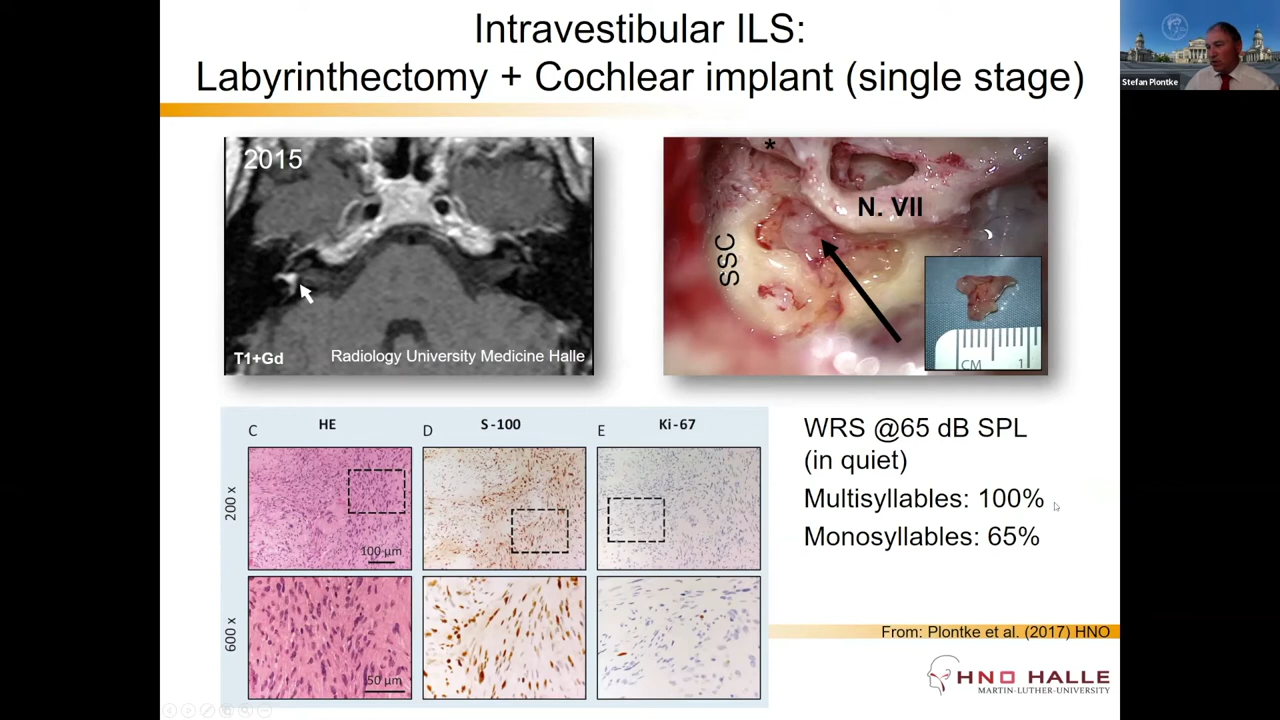 Intravestibular ILS:
Labyrinthectomy + Cochlear implant (single stage)
Stefan Plontke
2015
T1+Gd
Radiology University Medicine Halle
*
N. VII
SSC
CM
1
C
HE
D
S-100
E
Ki-67
200 x
100 µm
600 x
50 µm
WRS @65 dB SPL
(in quiet)
Multisyllables: 100%
Monosyllables: 65%
From: Plontke et al. (2017) HNO
HNO HALLE
MARTIN-LUTHER-UNIVERSITY